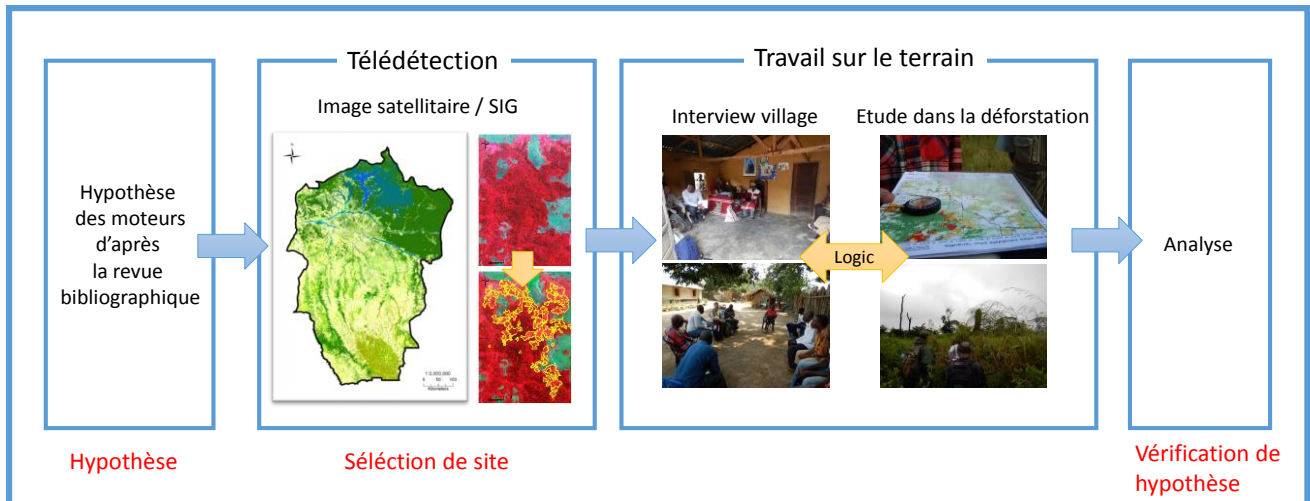 Télédétection
Travail sur le terrain
Hypothèse
des moteurs
d'après
la revue
bibliographique
Image satellitaire / SIG
Interview village
Etude dans la déforstation
Logic
Analyse
Hypothèse
Séléction de site
Vérification de
hypothèse